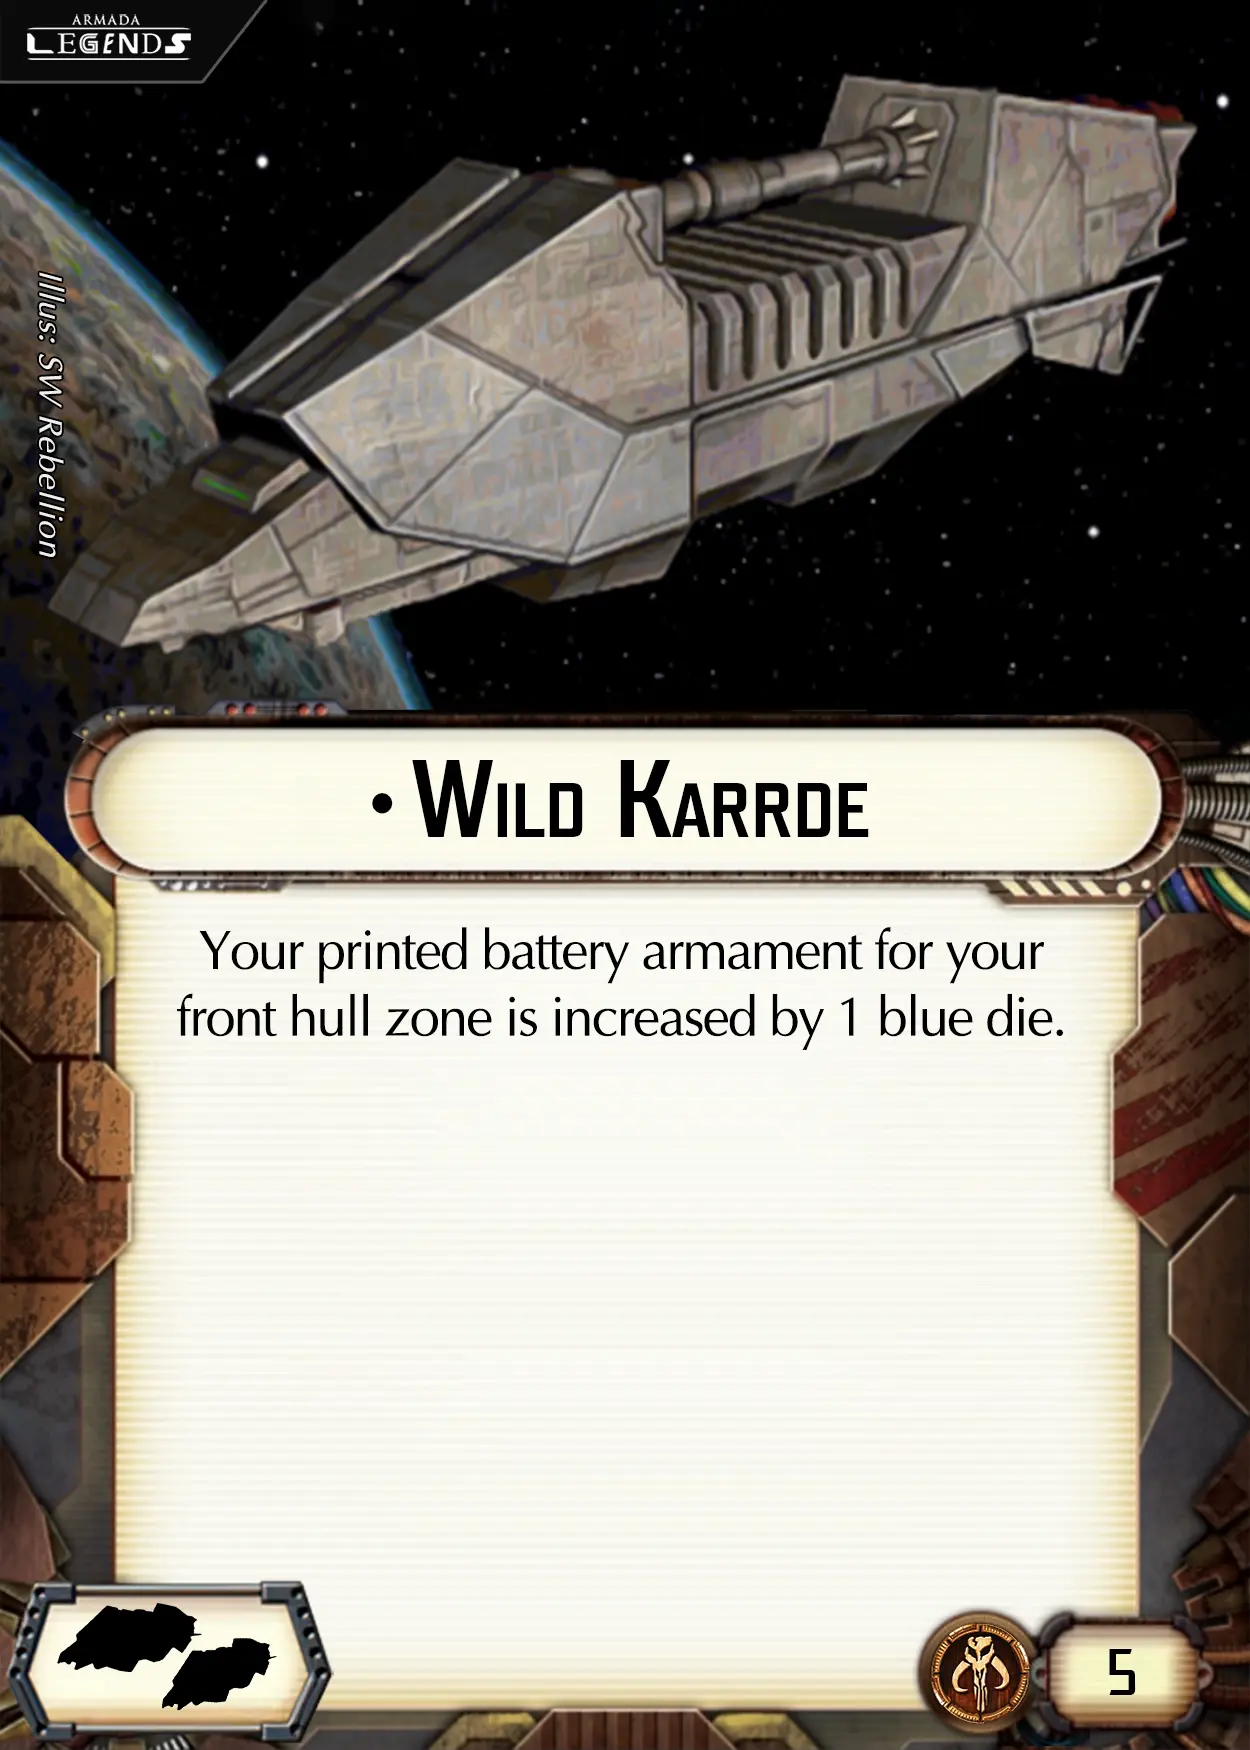 ARMADA
LEGENDS
Illus: SW Rebellion
• Wild Karrde
Your printed battery armament for your
front hull zone is increased by 1 blue die.
5